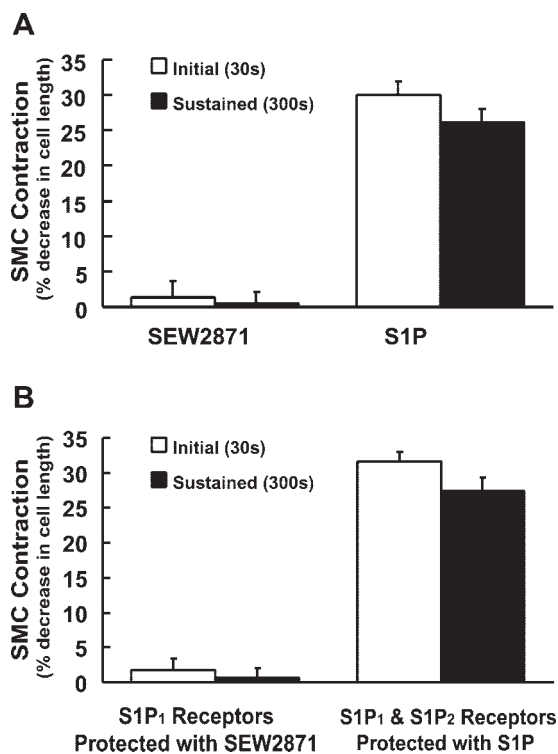 A
SMC Contraction
(% decrease in cell length)
35
30
25
20
15
10
5
0
Initial (30s)
Sustained (300s)
SEW2871
S1P
B
SMC Contraction
(% decrease in cell length)
35
30
25
20
15
10
5
0
Initial (30s)
Sustained (300s)
S1P₁ Receptors
Protected with SEW2871
S1P₁ & S1P₂ Receptors
Protected with S1P